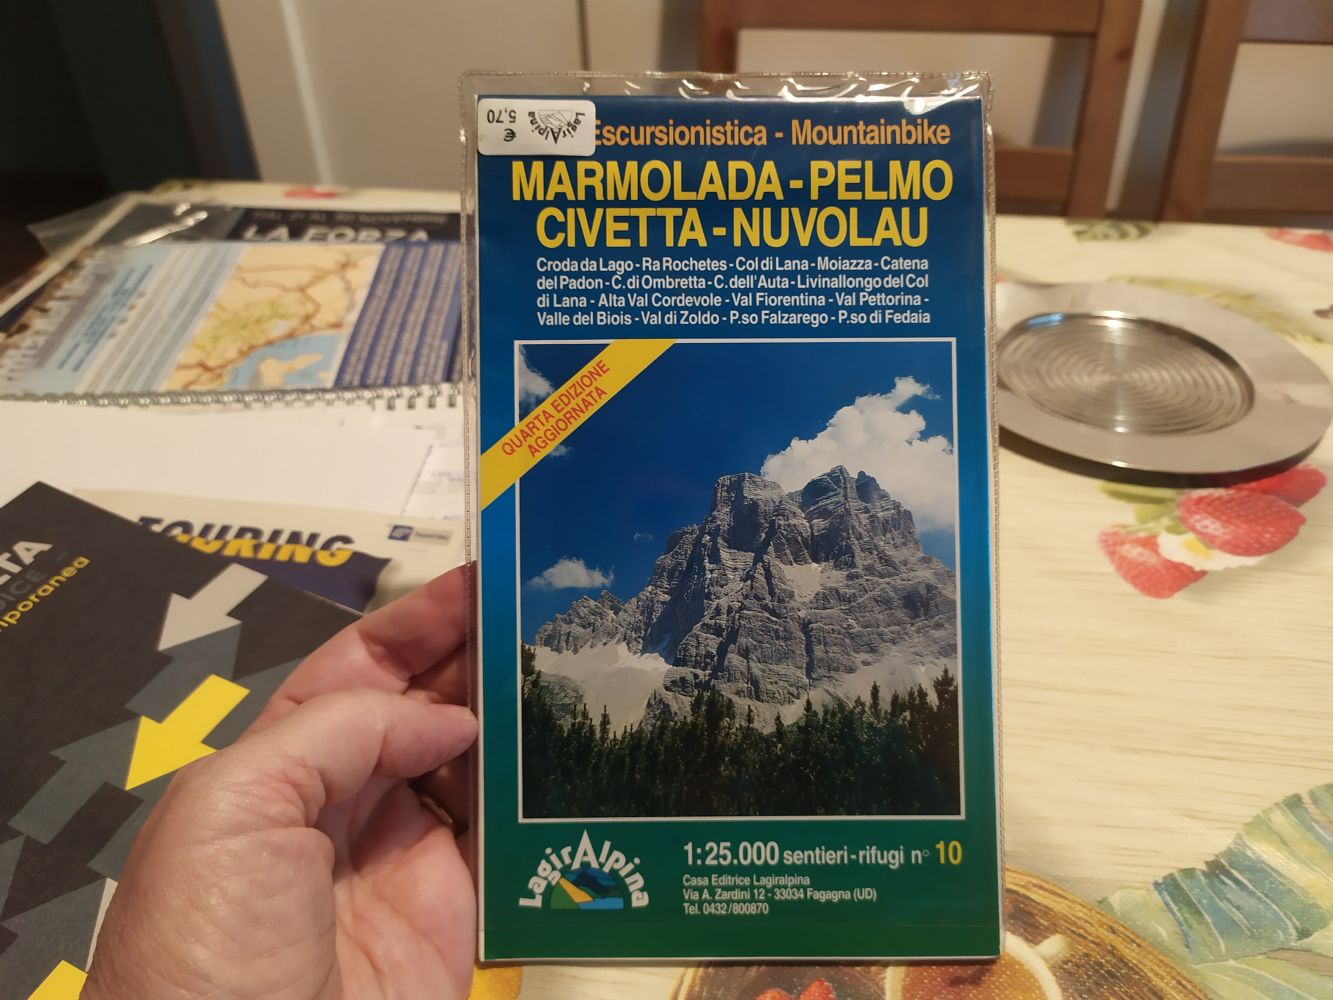 € 5,70
LagirAlpina
Escursionistica - Mountainbike
MARMOLADA - PELMO
CIVETTA - NUVOLAU
Croda da Lago - Ra Rochetes - Col di Lana - Moiazza - Catena
del Padon - C. di Ombretta - C. dell'Auta - Livinallongo del Col
di Lana - Alta Val Cordevole - Val Fiorentina - Val Pettorina -
Valle del Biois - Val di Zoldo - P.so Falzarego - P.so di Fedaia
QUARTA EDIZIONE
AGGIORNATA
LagirAlpina
1:25.000 sentieri - rifugi n° 10
Casa Editrice Lagiralpina
Via A. Zardini 12 - 33034 Fagagna (UD)
Tel. 0432/800870
LA FORZA
TOURING